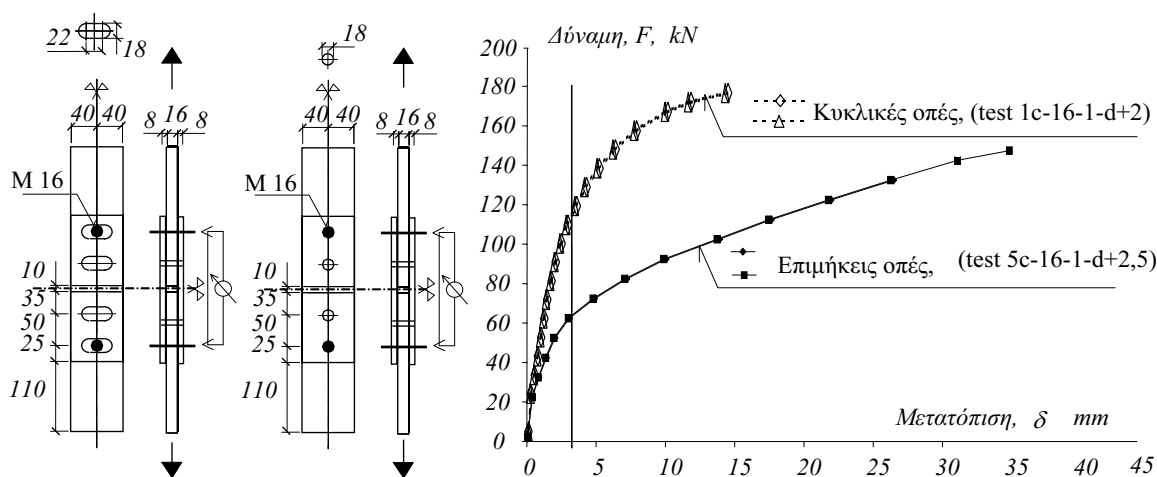 22
18
40 40
8 16 8
M 16
10
35
50
25
110
18
40 40
8 16 8
M 16
10
35
50
25
110
Δύναμη, F, kN
200
180
160
140
120
100
80
60
40
20
0
Κυκλικές οπές, (test 1c-16-1-d+2)
Επιμήκεις οπές, (test 5c-16-1-d+2,5)
Μετατόπιση, δ mm
0 5 10 15 20 25 30 35 40 45